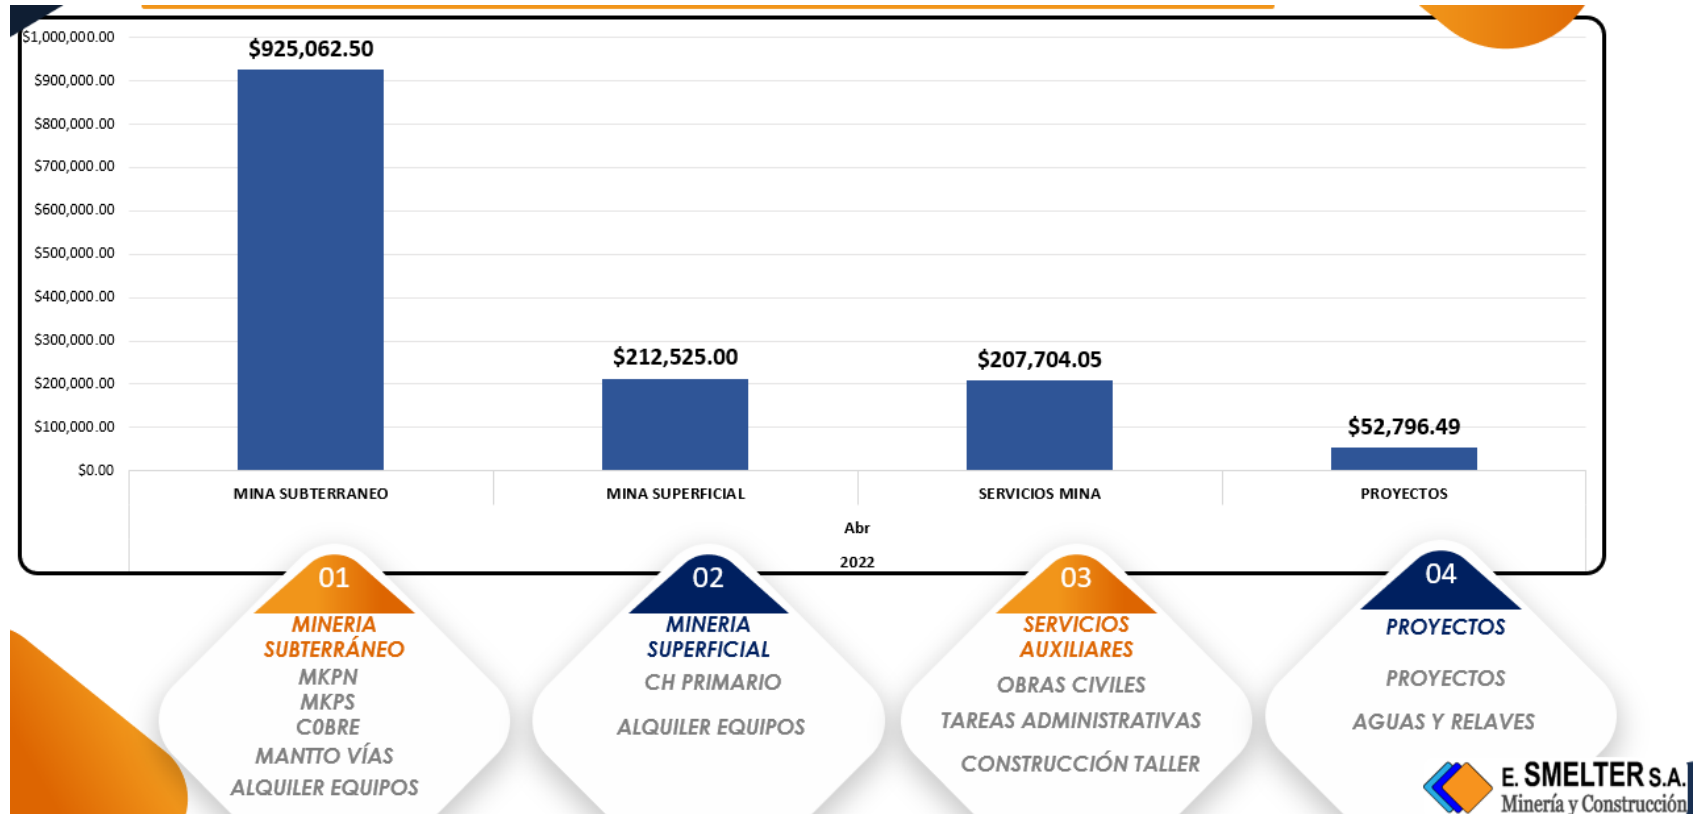 $1,000,000.00
$900,000.00
$800,000.00
$700,000.00
$600,000.00
$500,000.00
$400,000.00
$300,000.00
$200,000.00
$100,000.00
$0.00
$925,062.50
$212,525.00
$207,704.05
$52,796.49
MINA SUBTERRANEO
MINA SUPERFICIAL
SERVICIOS MINA
PROYECTOS
Abr
2022
01
MINERIA
SUBTERRÁNEO
MKPN
MKPS
C0BRE
MANTTO VÍAS
ALQUILER EQUIPOS
02
MINERIA
SUPERFICIAL
CH PRIMARIO
ALQUILER EQUIPOS
03
SERVICIOS
AUXILIARES
OBRAS CIVILES
TAREAS ADMINISTRATIVAS
CONSTRUCCIÓN TALLER
04
PROYECTOS
PROYECTOS
AGUAS Y RELAVES
E. SMELTER S.A.
Minería y Construcción